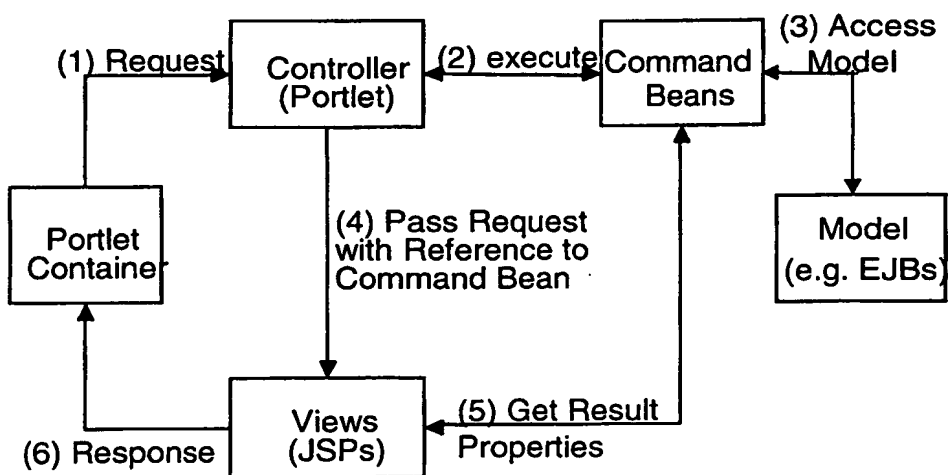 (1) Request
Controller
(Portlet)
(2) execute
Command
Beans
(3) Access
Model
Portlet
Container
(4) Pass Request
with Reference to
Command Bean
Model
(e.g. EJBs)
Views
(JSPs)
(5) Get Result
Properties
(6) Response